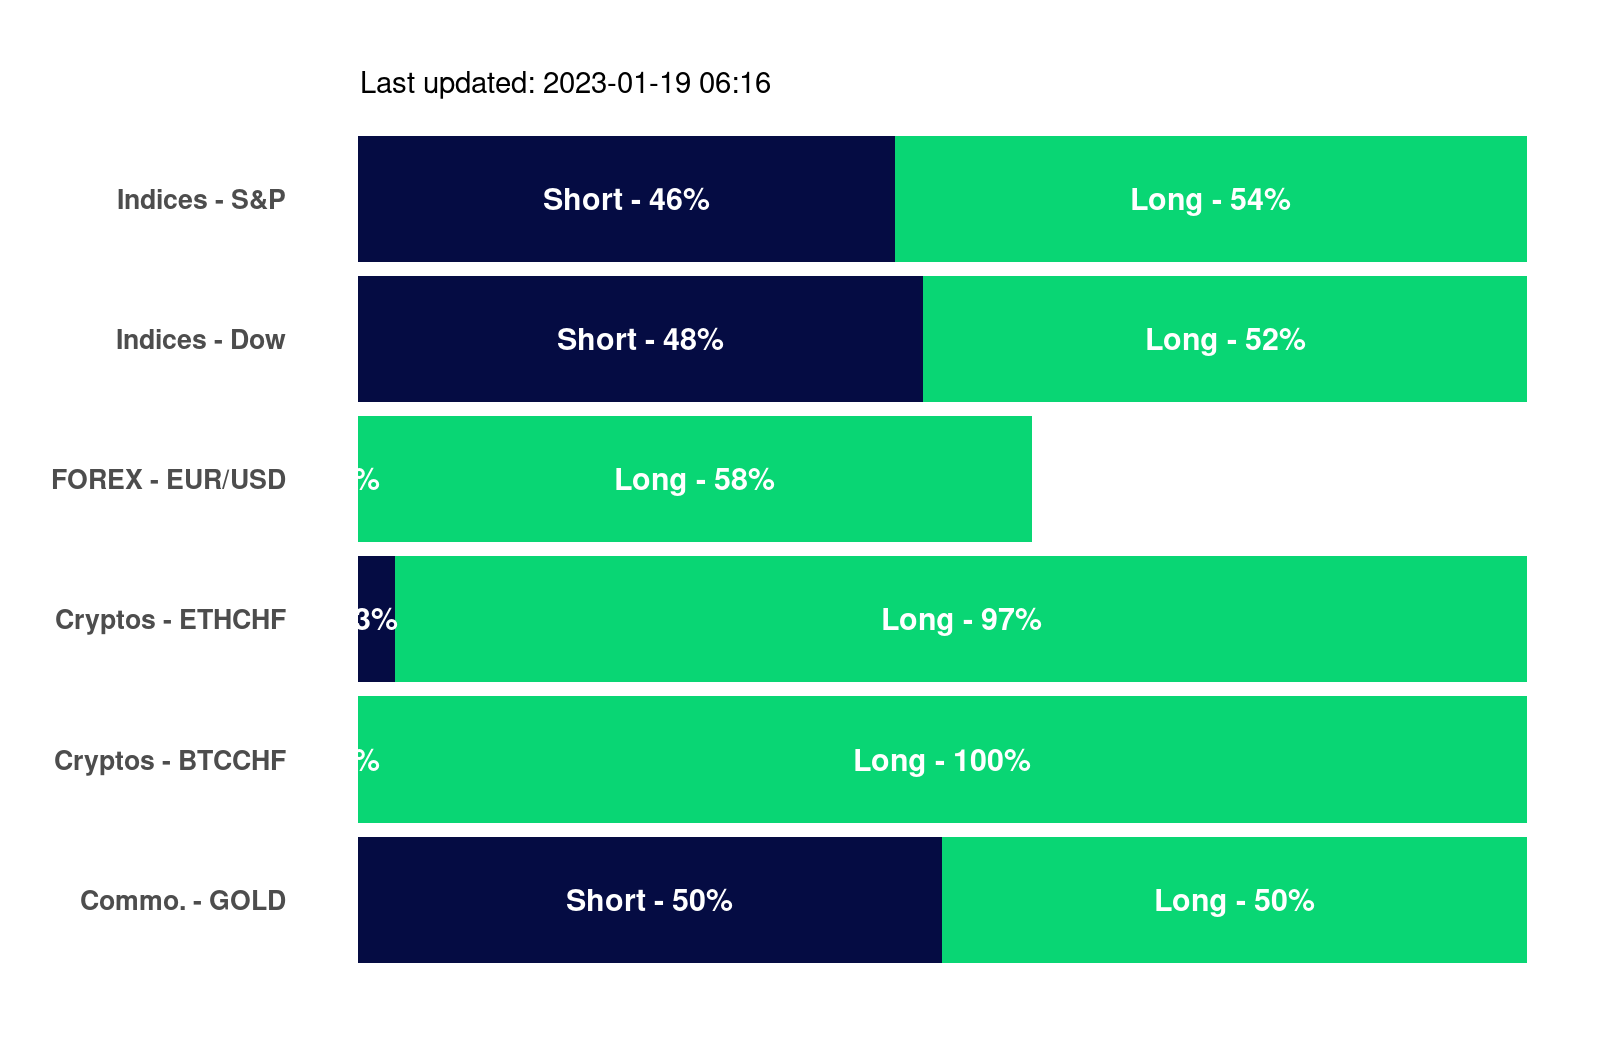 Last updated: 2023-01-19 06:16
Indices - S&P Short - 46% Long - 54%
Indices - Dow Short - 48% Long - 52%
FOREX - EUR/USD % Long - 58%
Cryptos - ETHCHF 3% Long - 97%
Cryptos - BTCCHF % Long - 100%
Commo. - GOLD Short - 50% Long - 50%